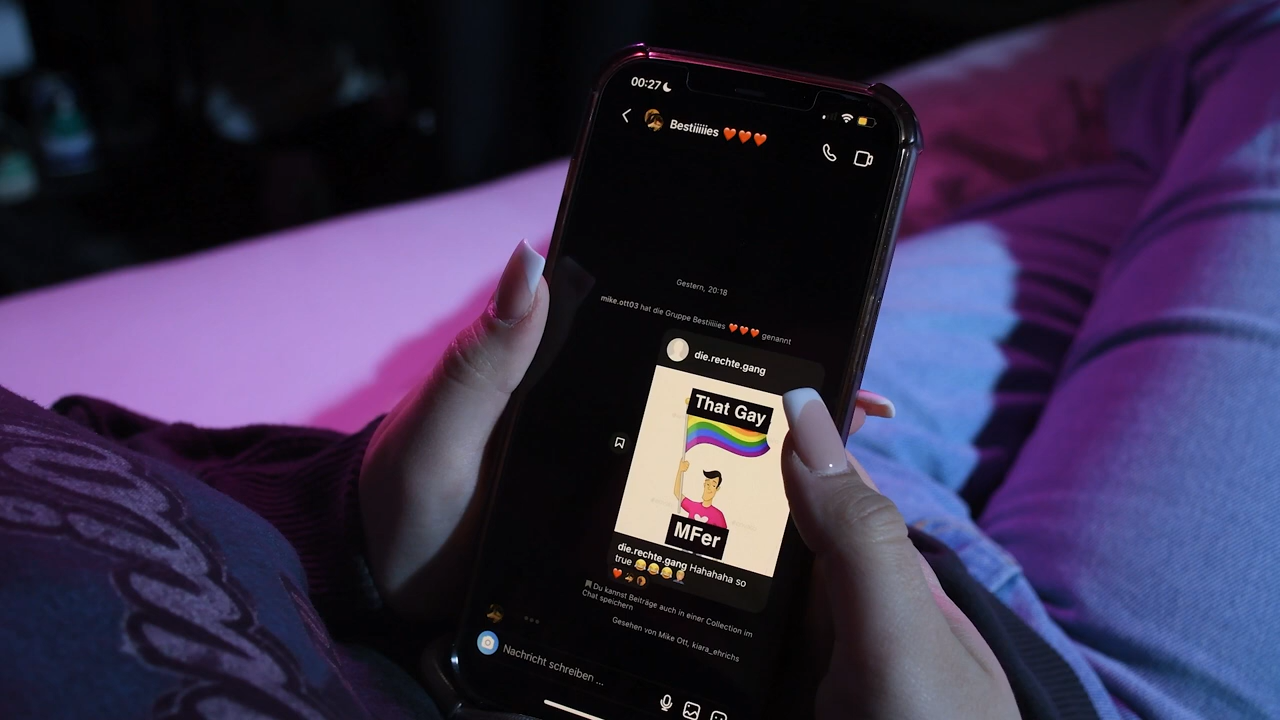 00:27
Bestiiiiies ❤️❤️❤️
Gestern, 20:18
mike.ott03 hat die Gruppe Bestiiiies ❤️❤️❤️ genannt
die.rechte.gang
That Gay
MFer
die.rechte.gang Hahahaha so
true 😂😂😂
Du kannst Beiträge auch in einer Collection im
Chat speichern
Gesehen von Mike Ott, kiara_ehrichs
Nachricht schreiben ...